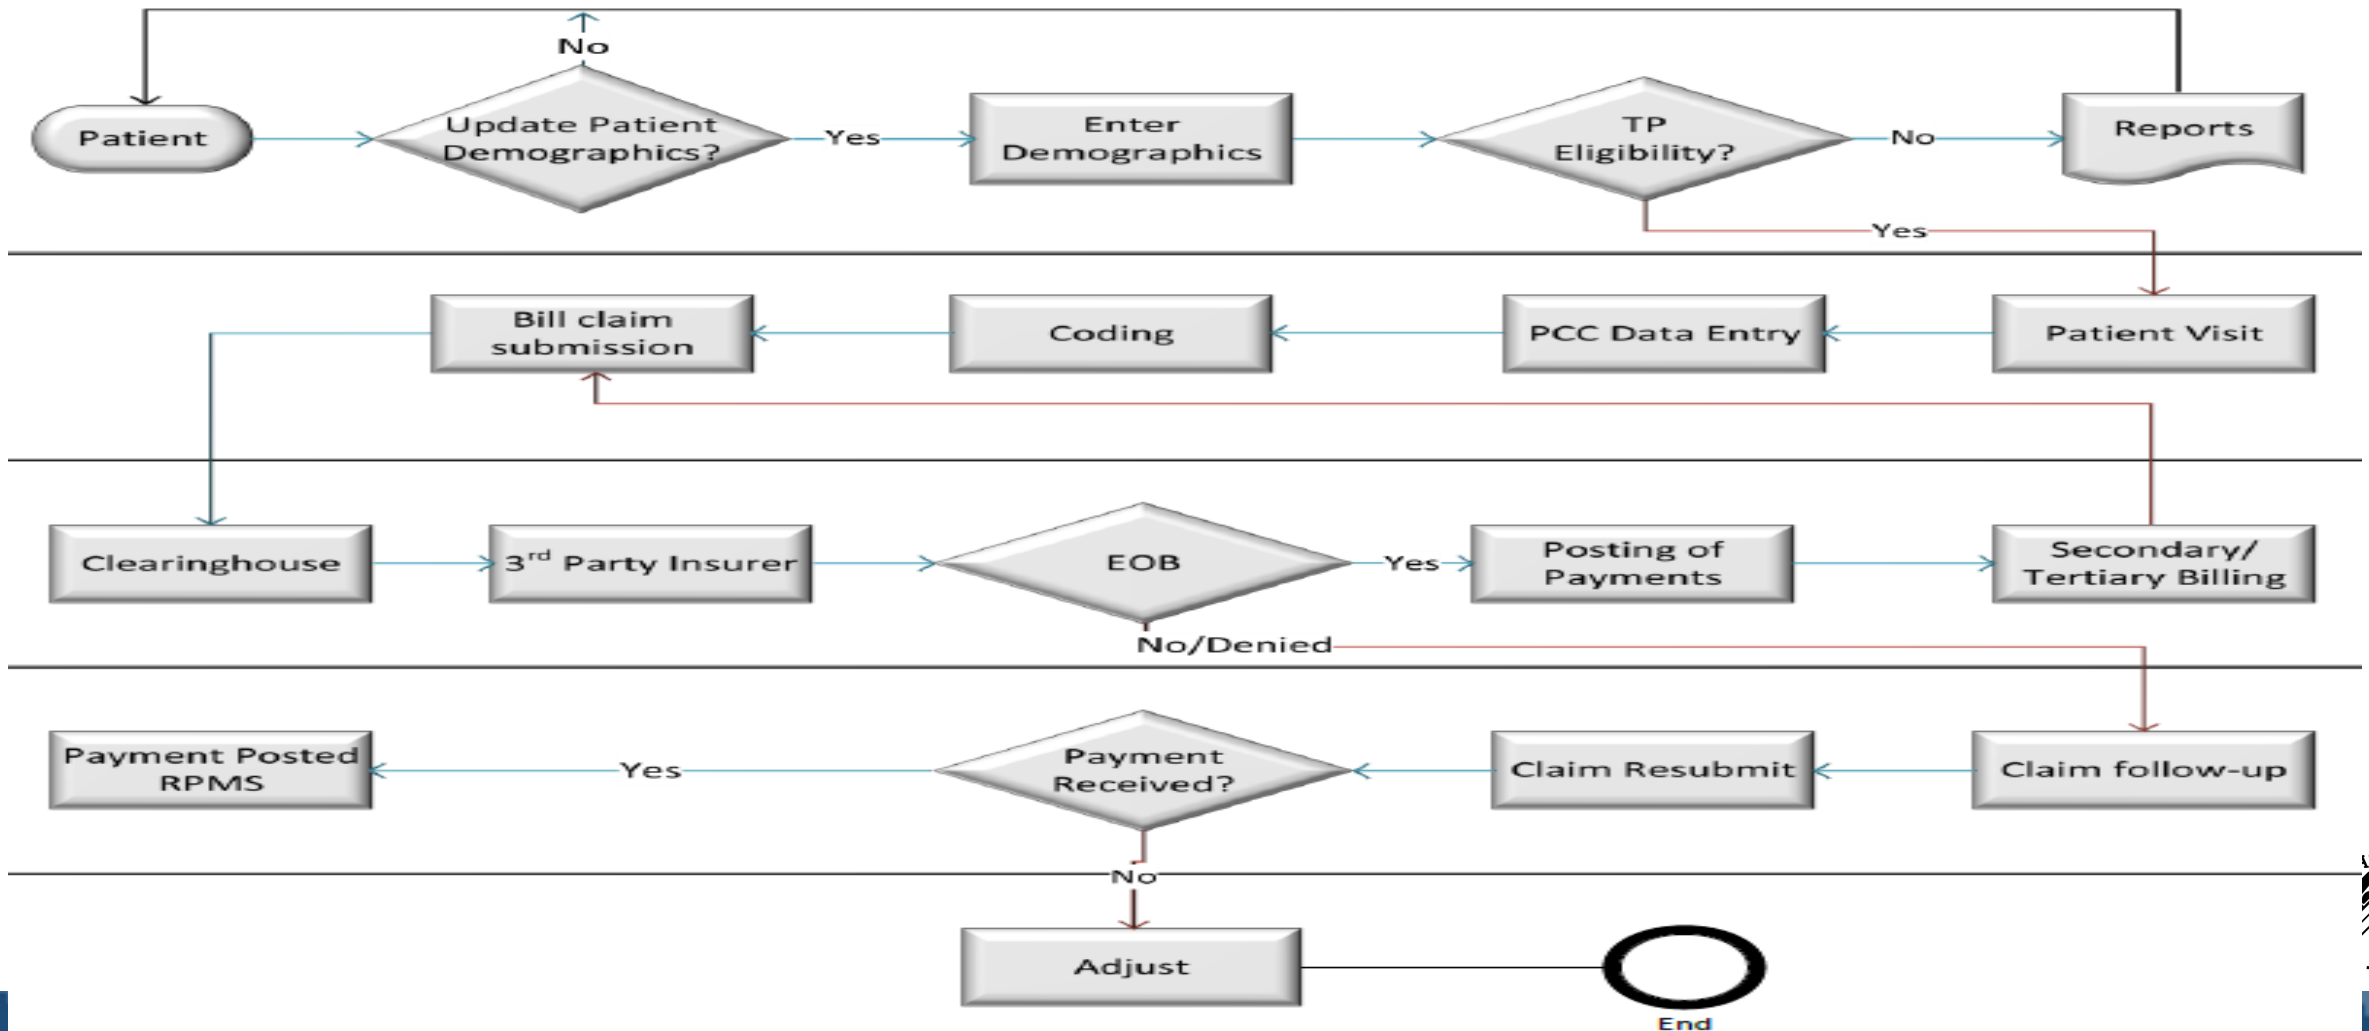 No
Patient
Update Patient
Demographics?
Yes
Enter
Demographics
TP
Eligibility?
No
Reports
Yes
Bill claim
submission
Coding
PCC Data Entry
Patient Visit
Clearinghouse
3rd Party Insurer
EOB
Yes
Posting of
Payments
Secondary/
Tertiary Billing
No/Denied
Payment Posted
RPMS
Yes
Payment
Received?
Claim Resubmit
Claim follow-up
No
Adjust
End